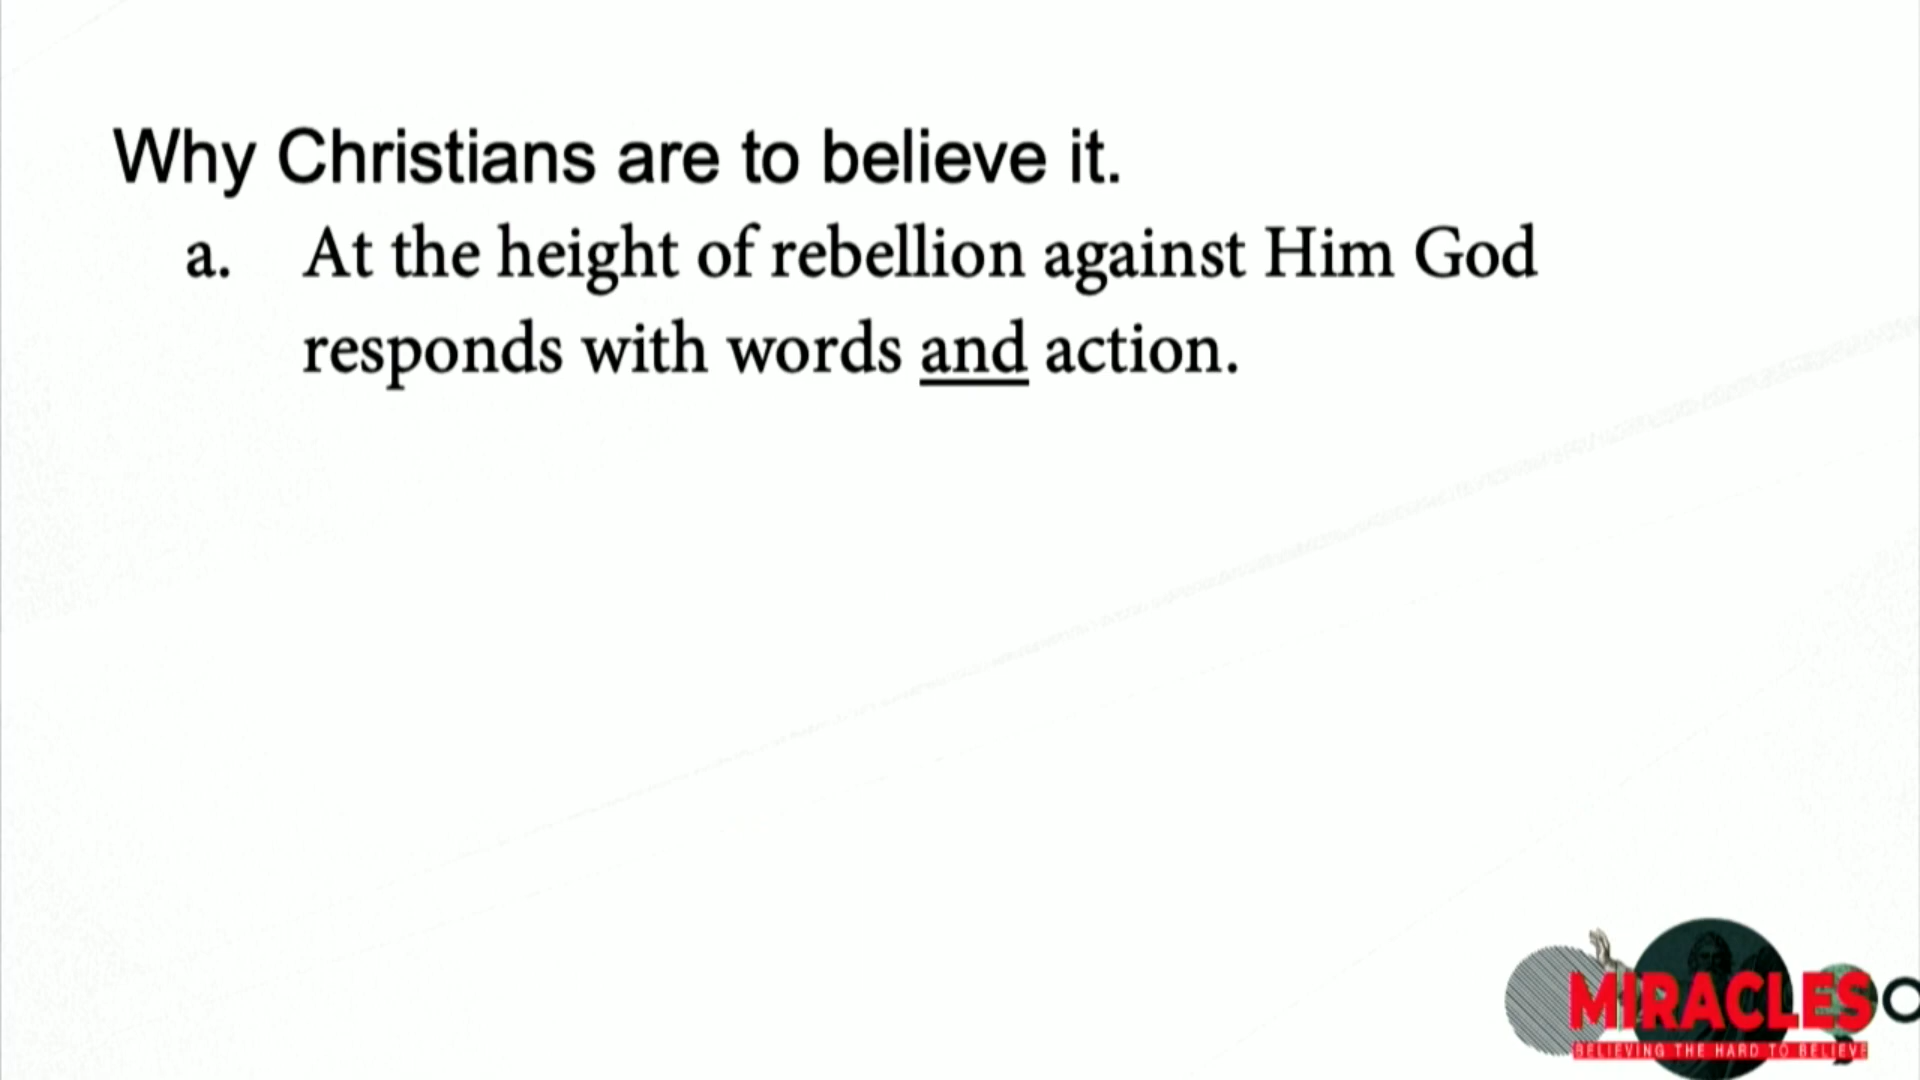 Why Christians are to believe it.
a. At the height of rebellion against Him God
responds with words and action.
MIRACLES
BELIEVING THE HARD TO BELIEVE